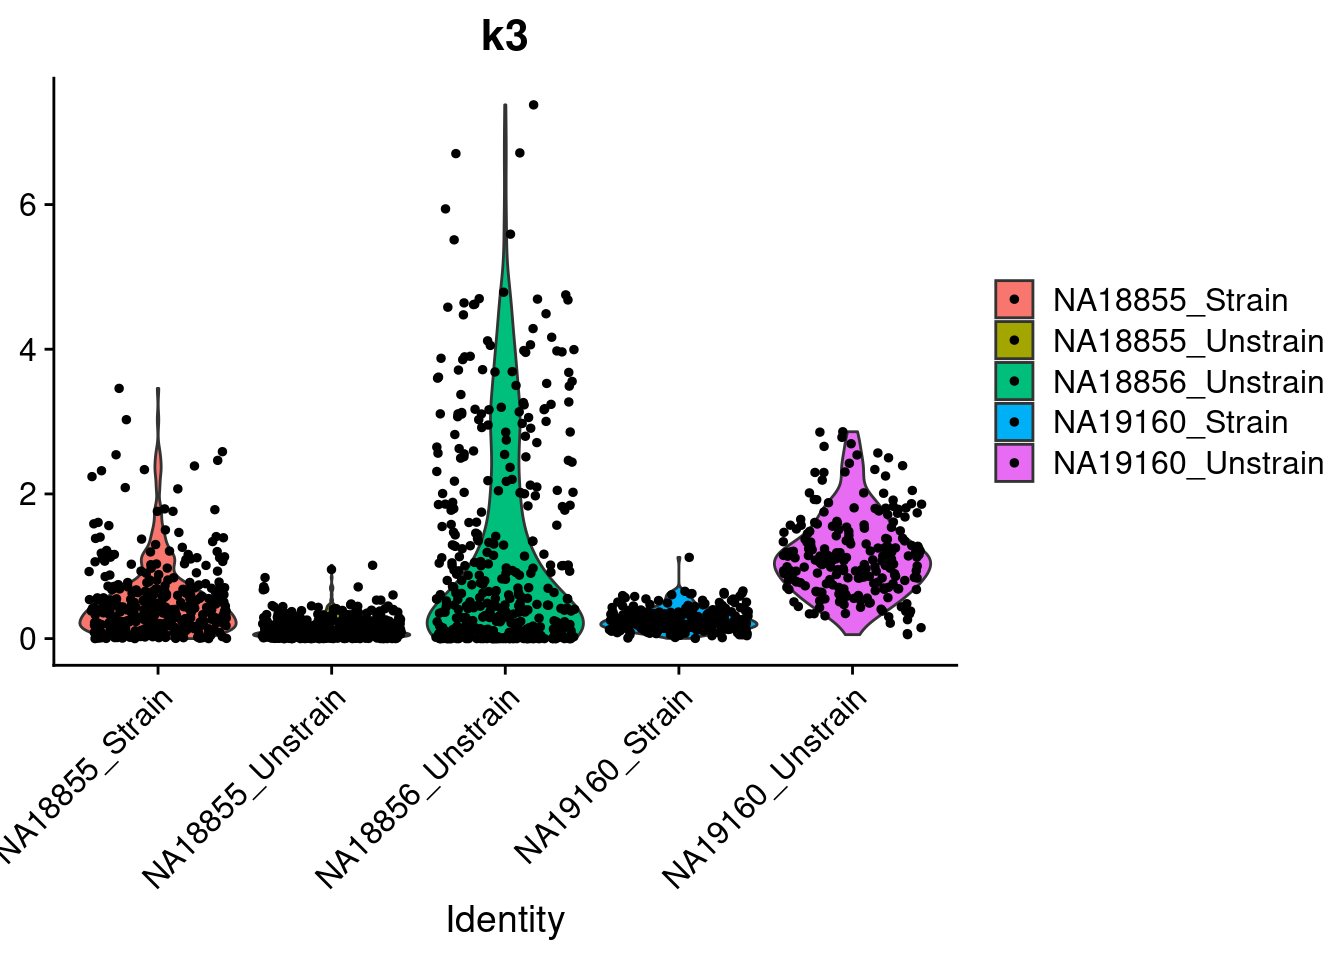 k3
6
4
2
0
NA18855_Strain
NA18855_Unstrain
NA18856_Unstrain
NA19160_Strain
NA19160_Unstrain
Identity
NA18855_Strain
NA18855_Unstrain
NA18856_Unstrain
NA19160_Strain
NA19160_Unstrain